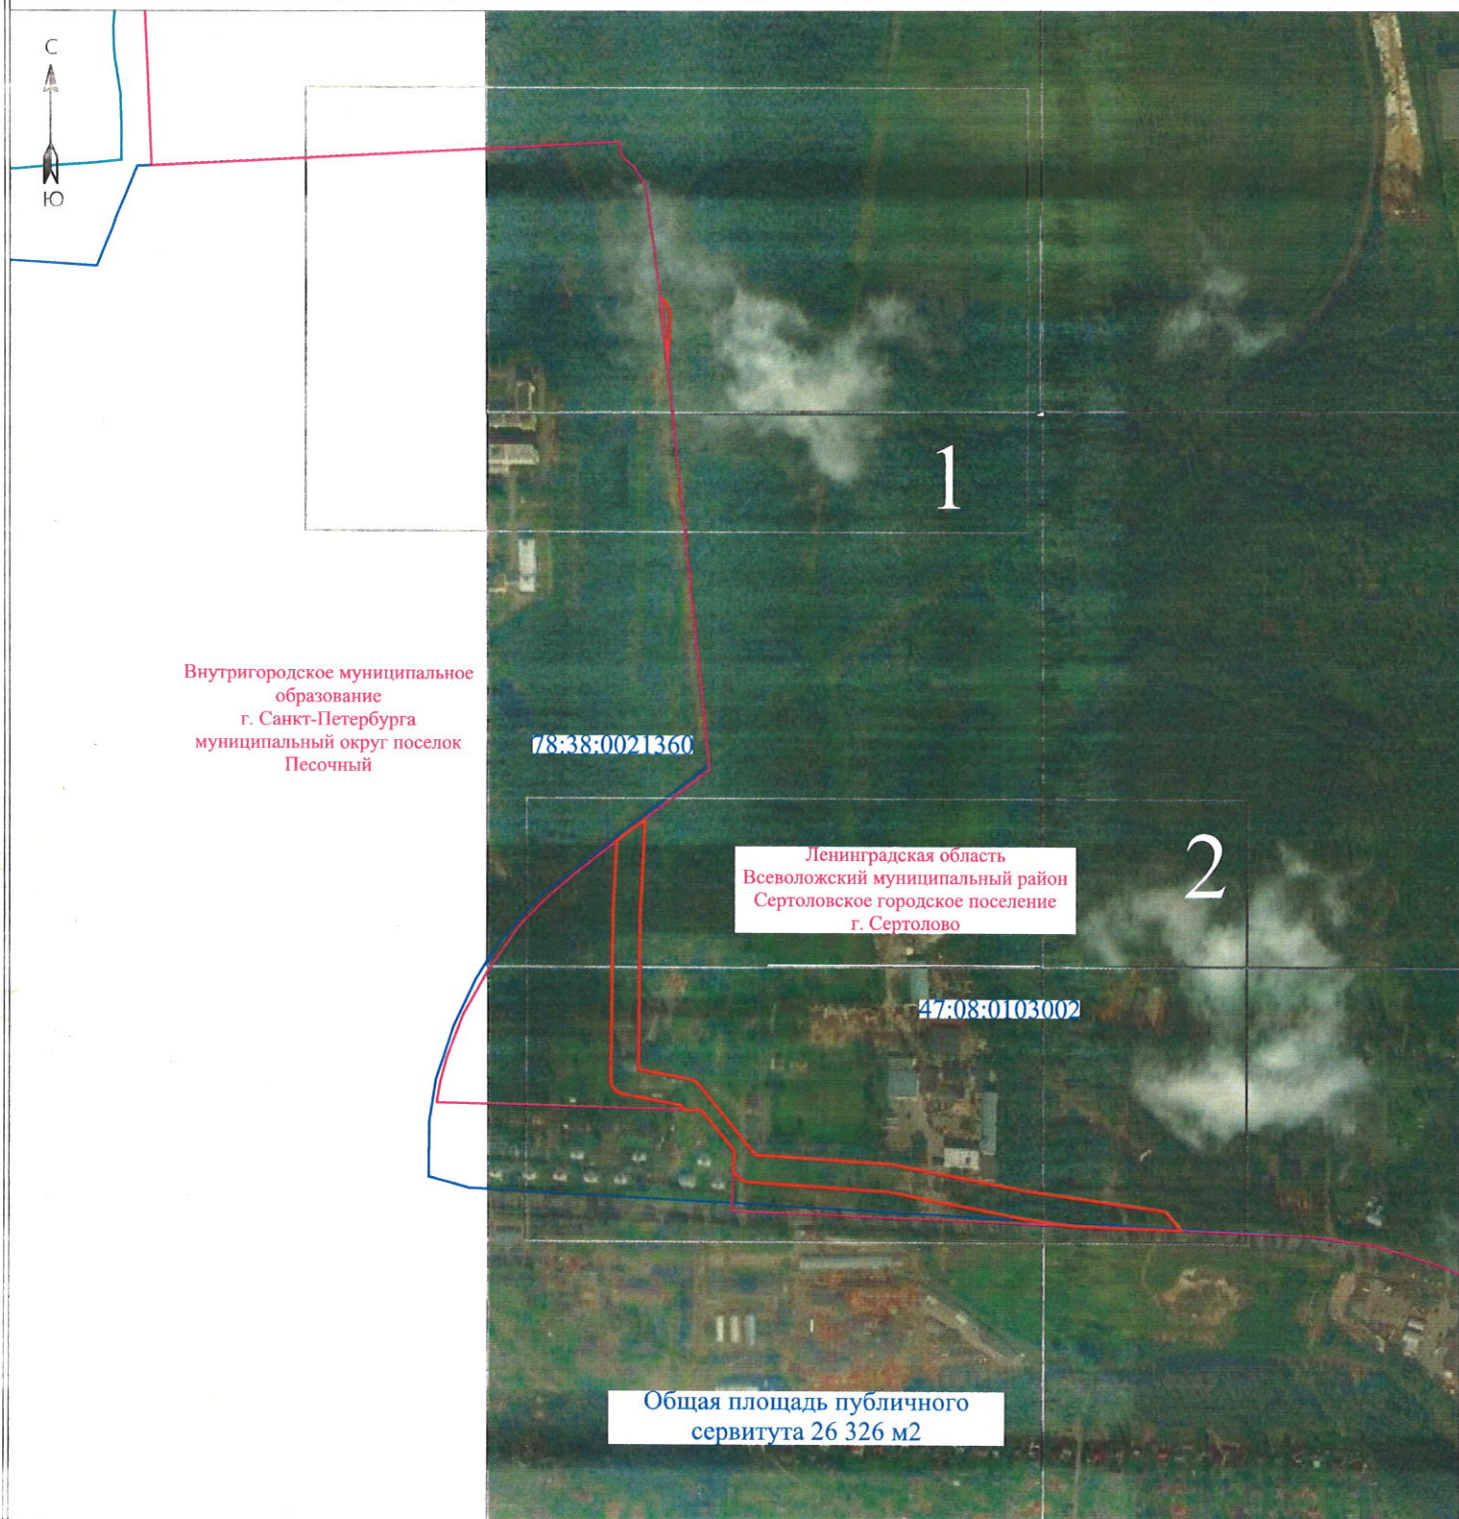 С
Ю
1
Внутригородское муниципальное
образование
г. Санкт-Петербурга
муниципальный округ поселок
Песочный
78:38:0021360
2
Ленинградская область
Всеволожский муниципальный район
Сертоловское городское поселение
г. Сертолово
47:08:0103002
Общая площадь публичного
сервитута 26 326 м2